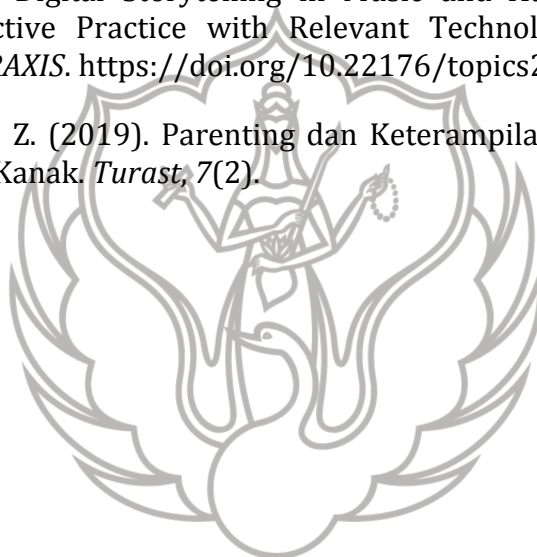 Digital Storytelling in Music and
ctive Practice with Relevant Technol
RAXIS. https://doi.org/10.22176/topics2
Z. (2019). Parenting dan Keterampila
Kanak. Turast, 7(2).